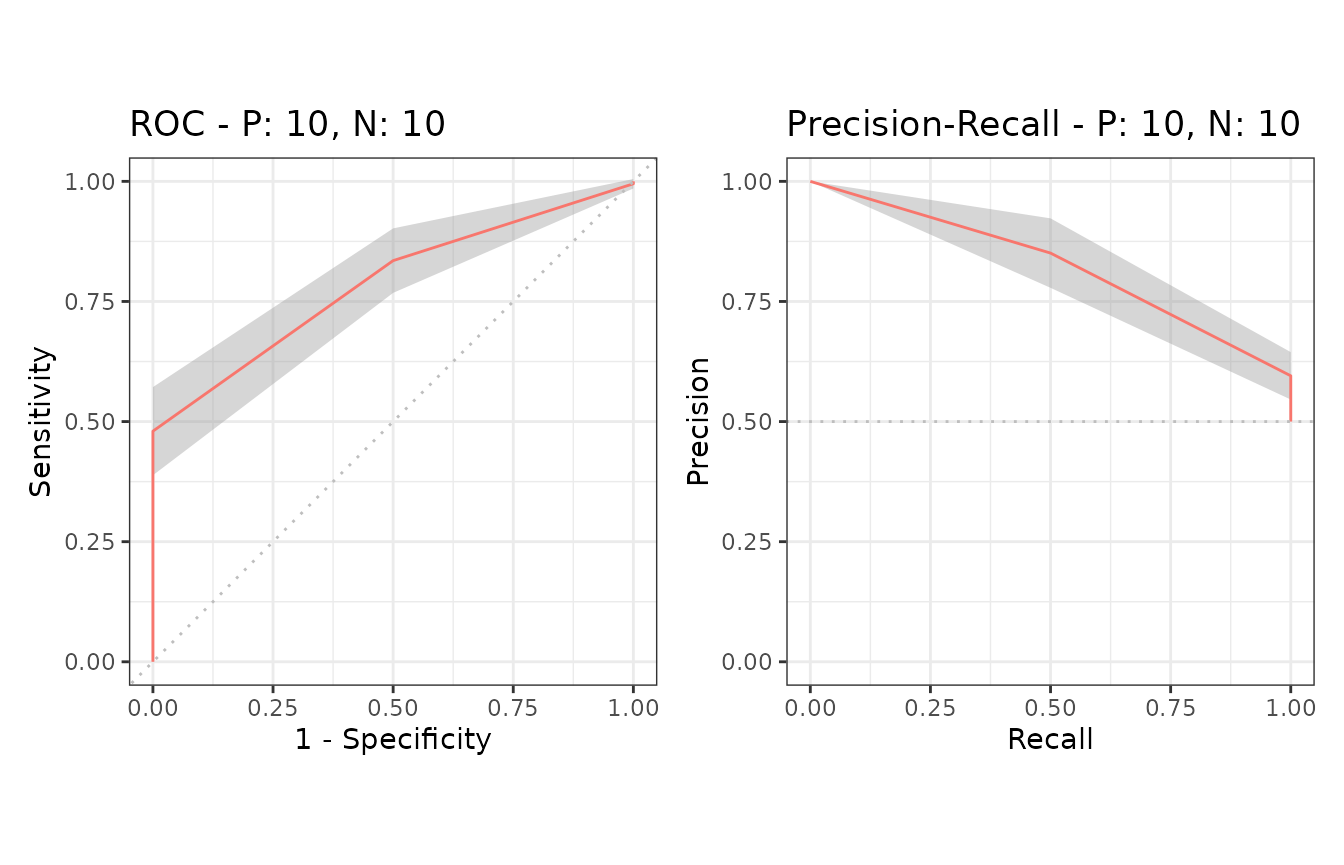 ROC - P: 10, N: 10
Sensitivity
1.00
0.75
0.50
0.25
0.00
0.00 0.25 0.50 0.75 1.00
1 - Specificity
Precision-Recall - P: 10, N: 10
Precision
1.00
0.75
0.50
0.25
0.00
0.00 0.25 0.50 0.75 1.00
Recall